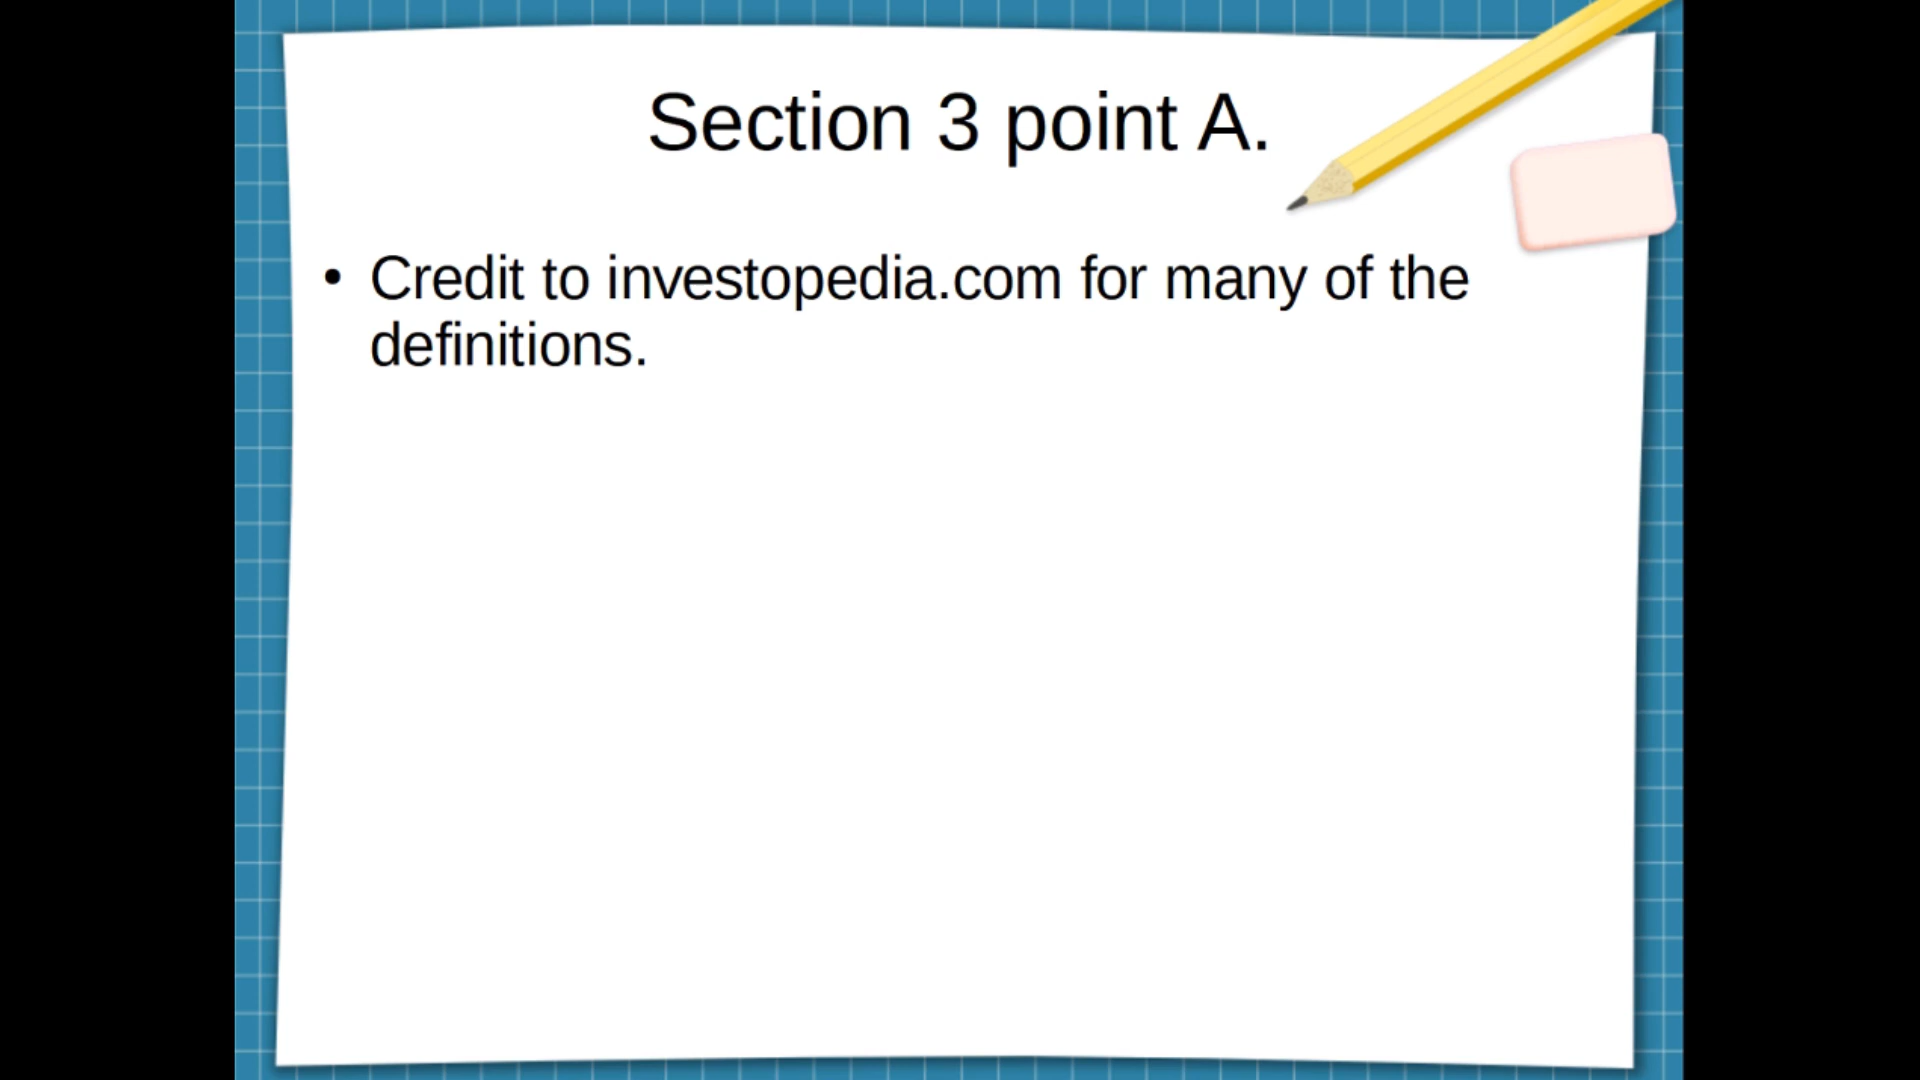 Section 3 point A.
• Credit to investopedia.com for many of the
definitions.